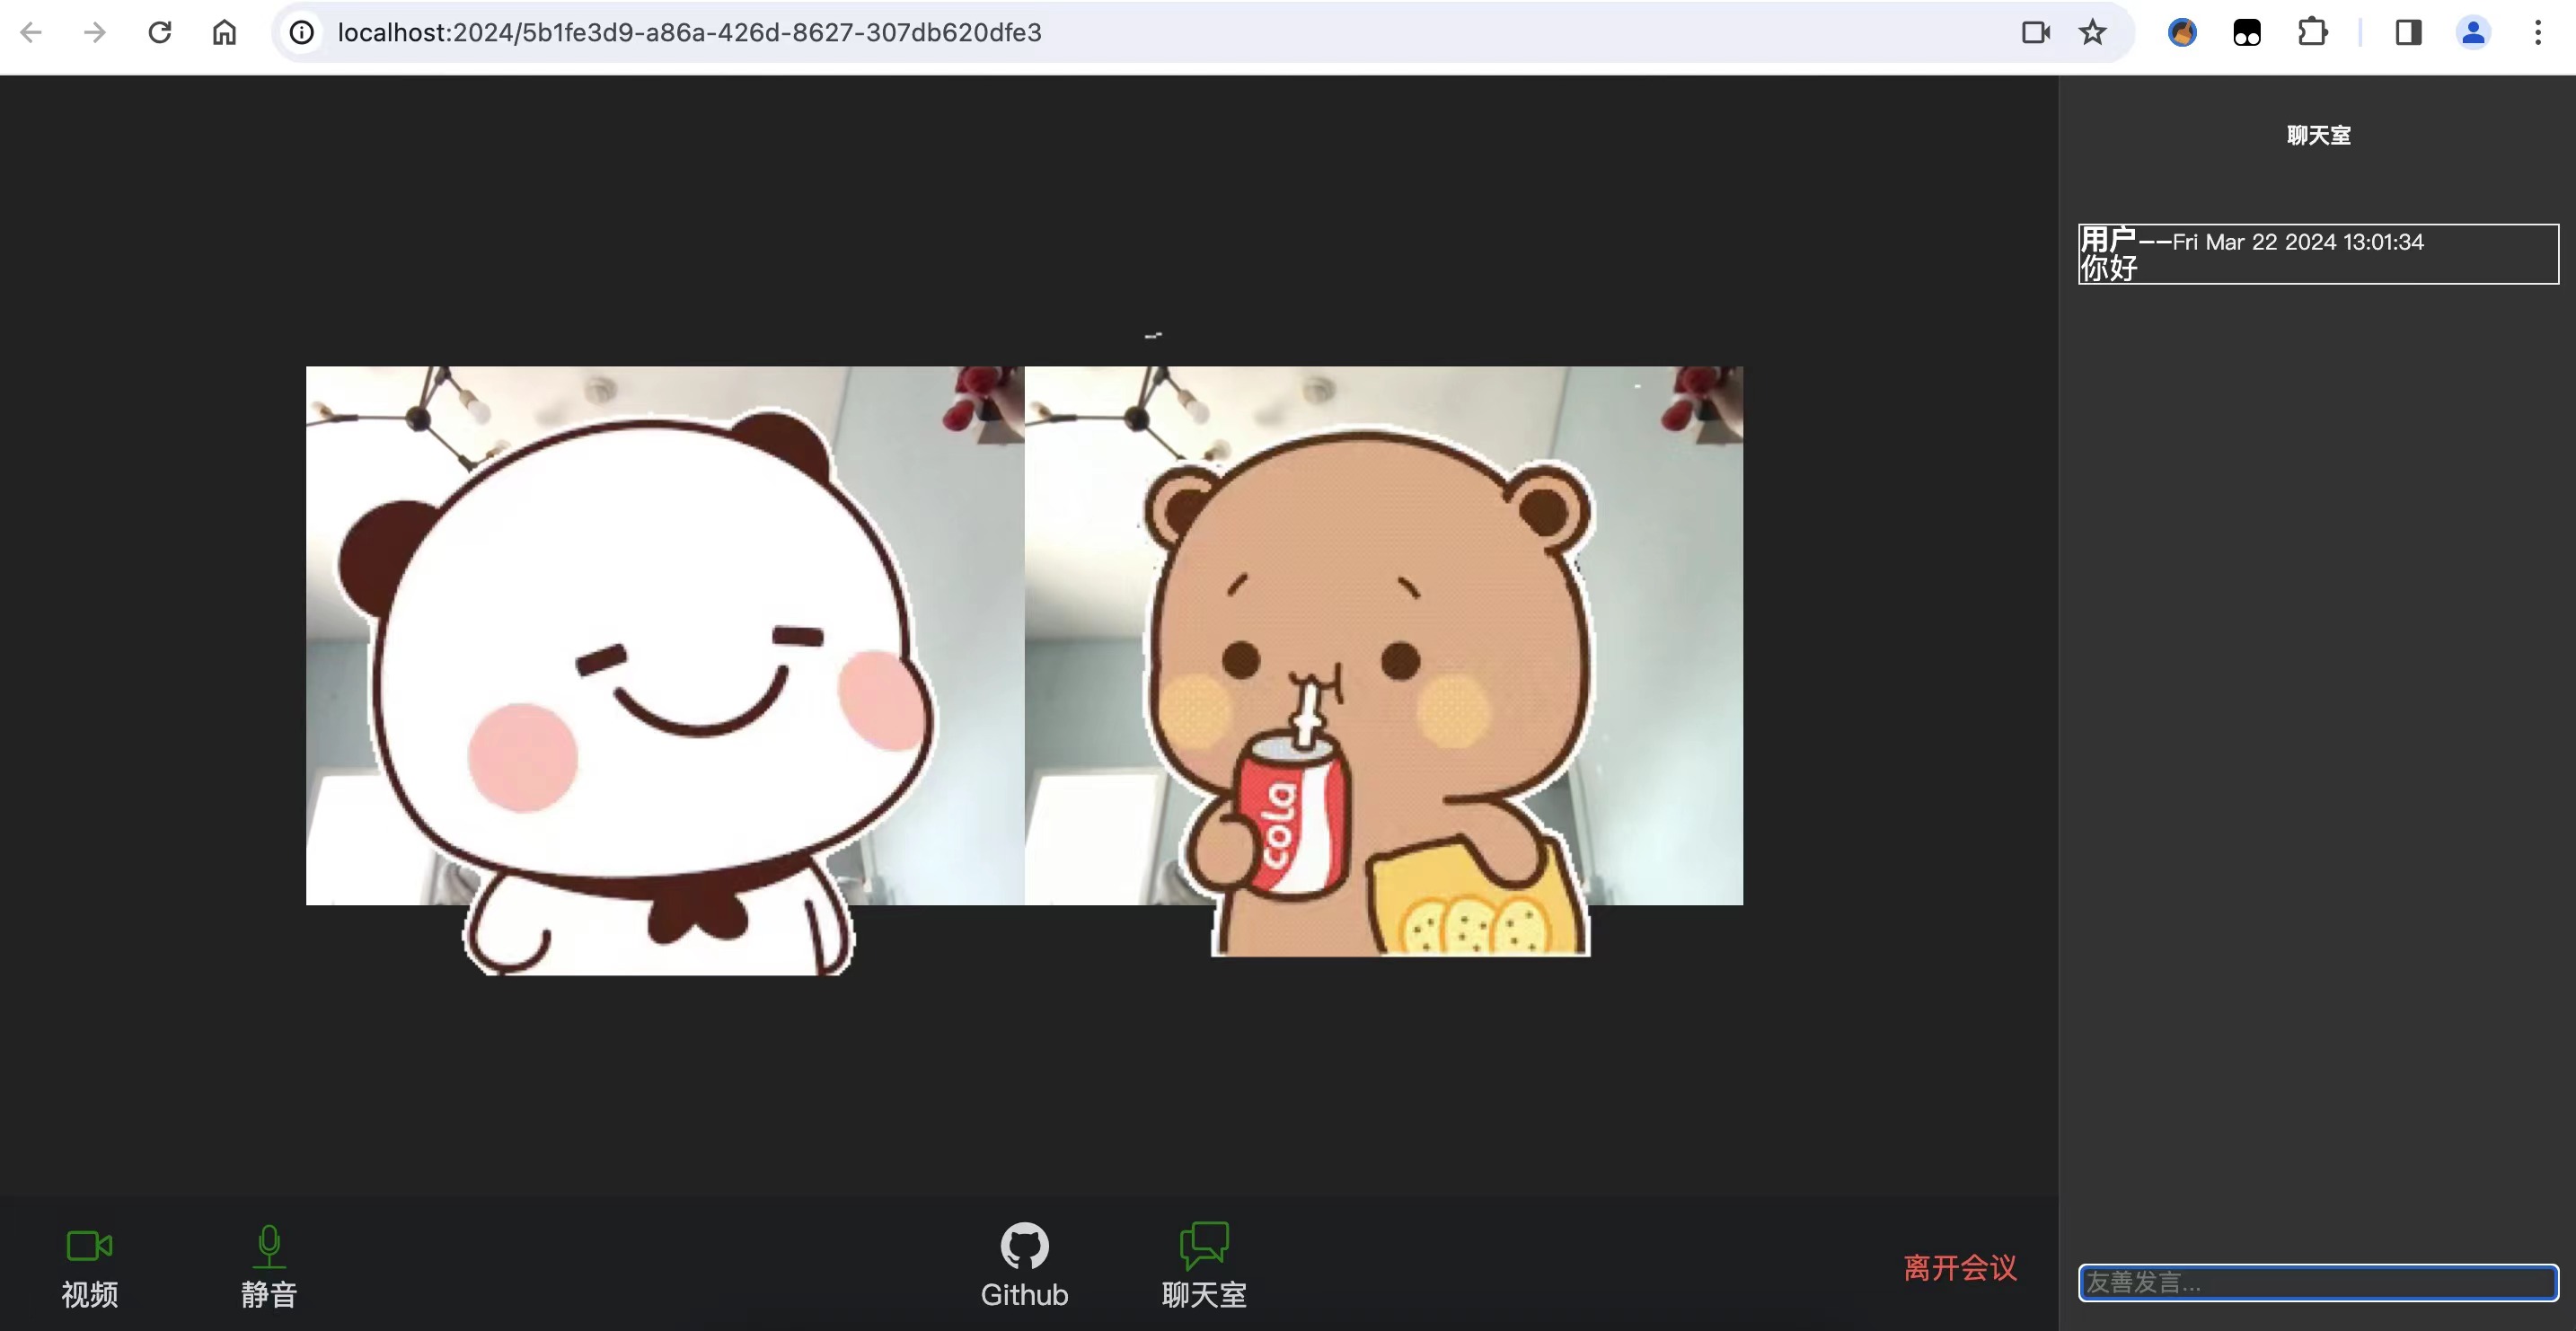 localhost:2024/5b1fe3d9-a86a-426d-8627-307db620dfe3
聊天室
用户--Fri Mar 22 2024 13:01:34
你好
cola
视频
静音
Github
聊天室
离开会议
友善发言...